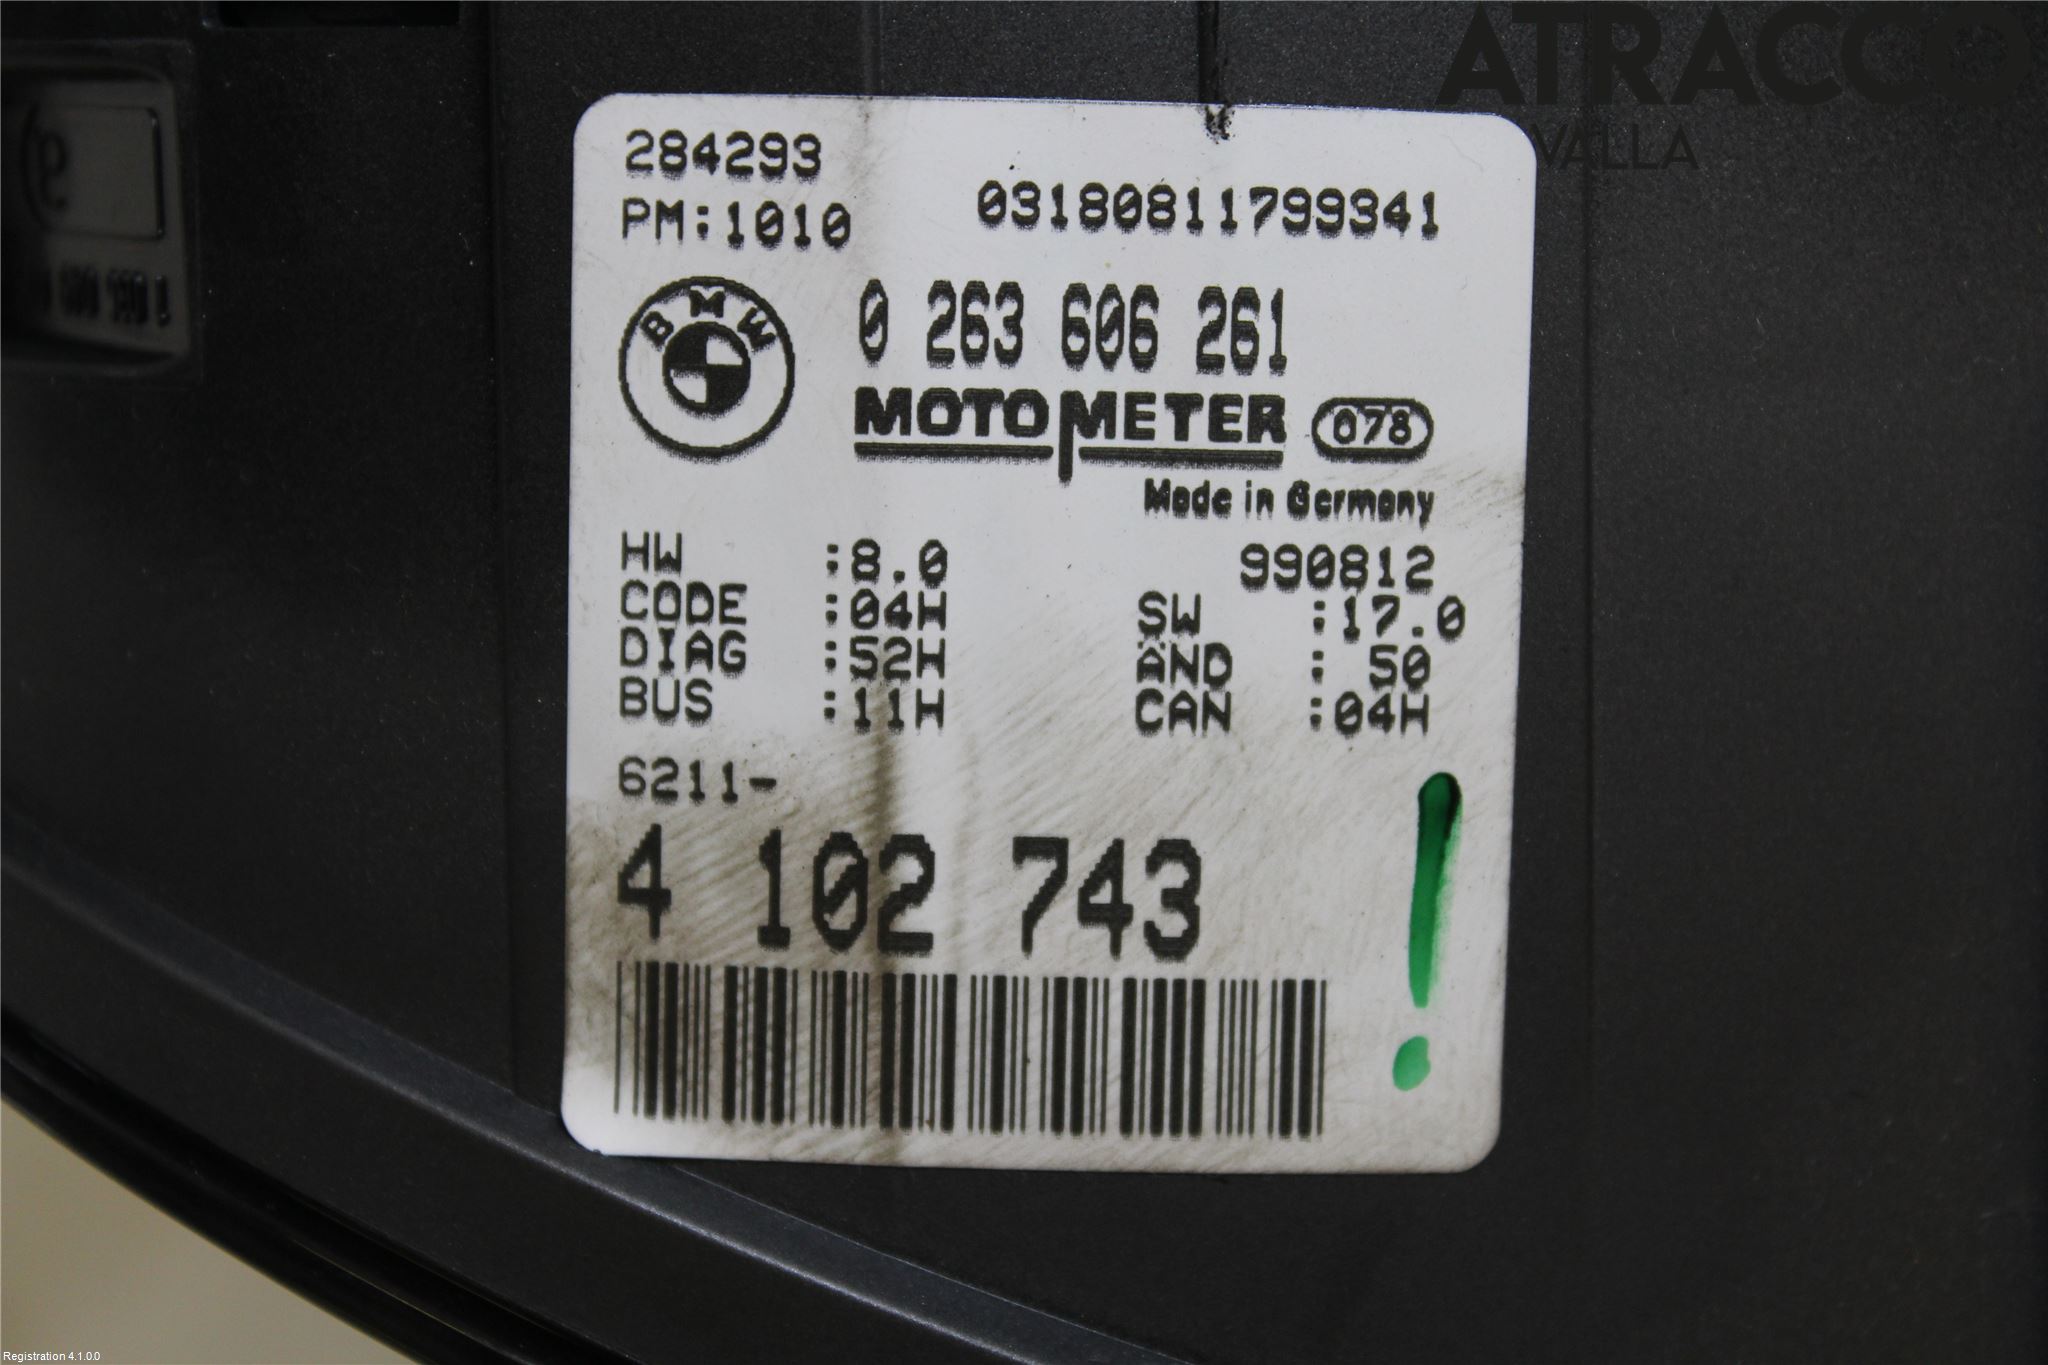 ATRACCO
VALLA
284293
PM:1010
03180811799341
BMW
0 263 606 261
MOTOMETER
078
Made in Germany
HW :8.0
990812
CODE :04H
SW :17.0
DIAG :52H
ÄND : 50
BUS :11H
CAN :04H
6211-
4 102 743
!
Registration 4.1.0.0